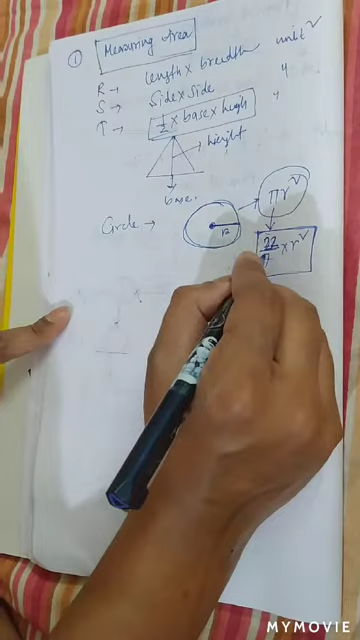 ① Measuring Area
R → length × breadth unit²
S → Side × side "
T → 1/2 × base × heigh "
→ height
base.
Circle → r → πr²
22/7 × r²
MYMOVIE